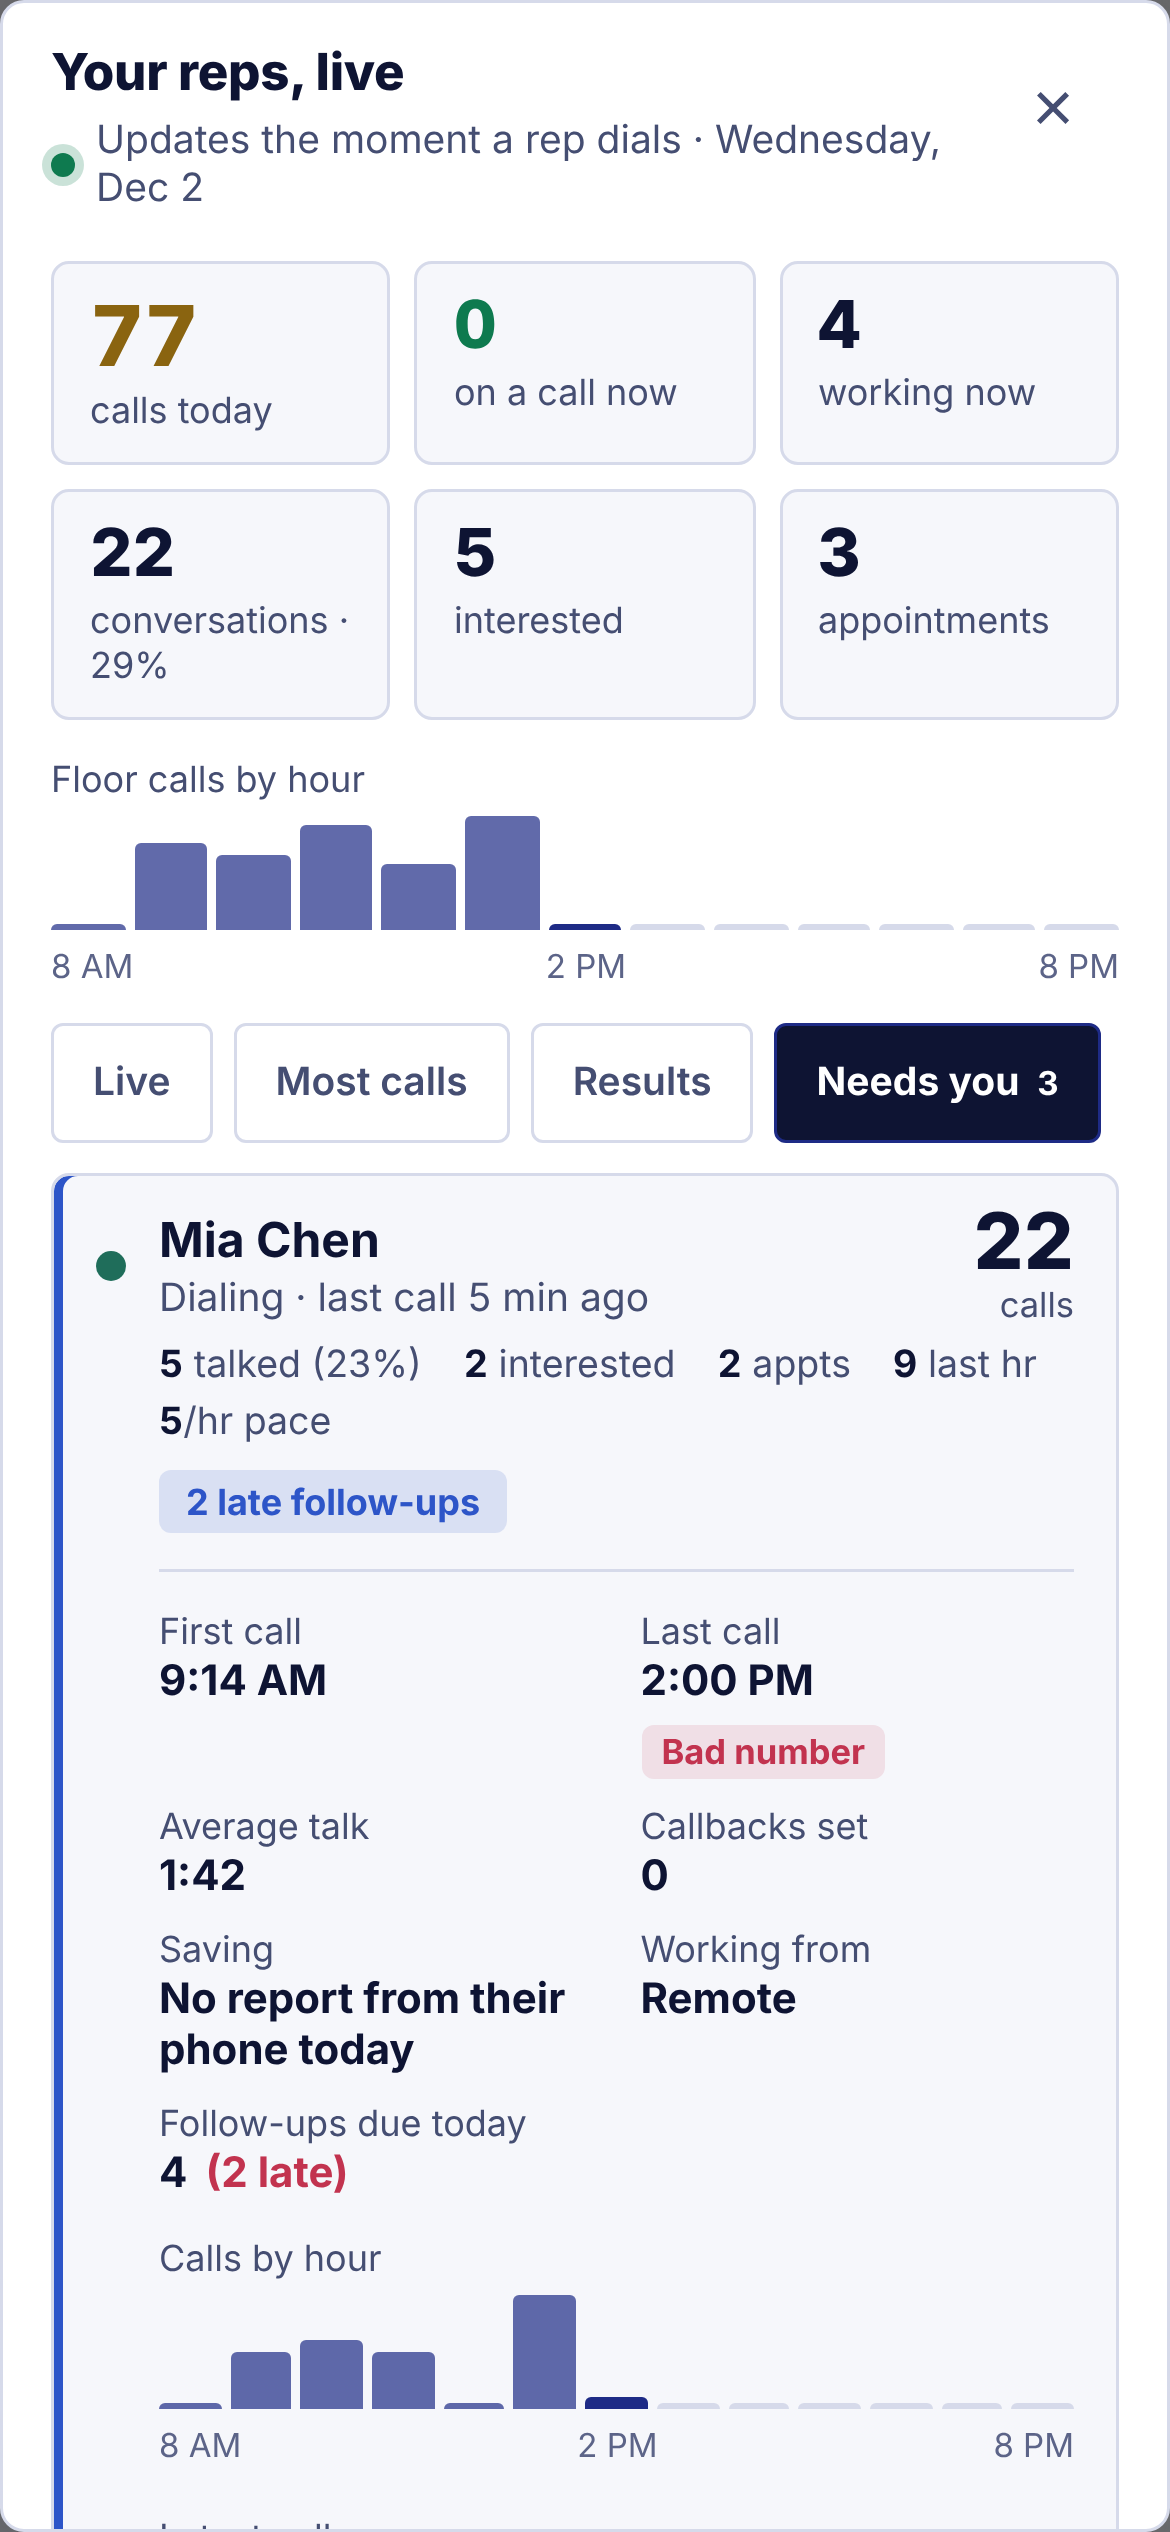 Your reps, live
Updates the moment a rep dials · Wednesday,
Dec 2
77
calls today
0
on a call now
4
working now
22
conversations ·
29%
5
interested
3
appointments
Floor calls by hour
8 AM 2 PM 8 PM
Live Most calls Results Needs you 3
Mia Chen
22
Dialing · last call 5 min ago
calls
5 talked (23%) 2 interested 2 appts 9 last hr
5/hr pace
2 late follow-ups
First call
9:14 AM
Last call
2:00 PM
Bad number
Average talk
1:42
Callbacks set
0
Saving
No report from their
phone today
Working from
Remote
Follow-ups due today
4 (2 late)
Calls by hour
8 AM 2 PM 8 PM